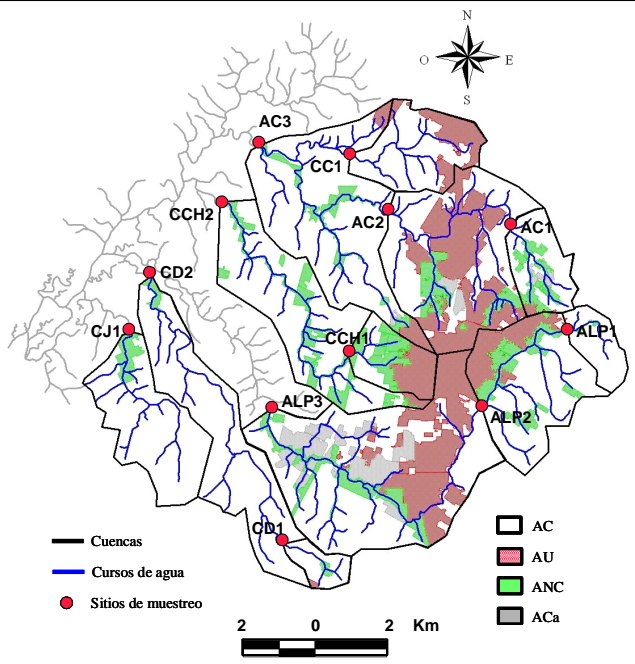 N
O E
S
AC3
CC1
CCH2
AC2
AC1
CD2
CJ1
CCH1
ALP1
ALP3
ALP2
CD1
Cuencas
Cursos de agua
Sitios de muestreo
AC
AU
ANC
ACa
2 0 2 Km